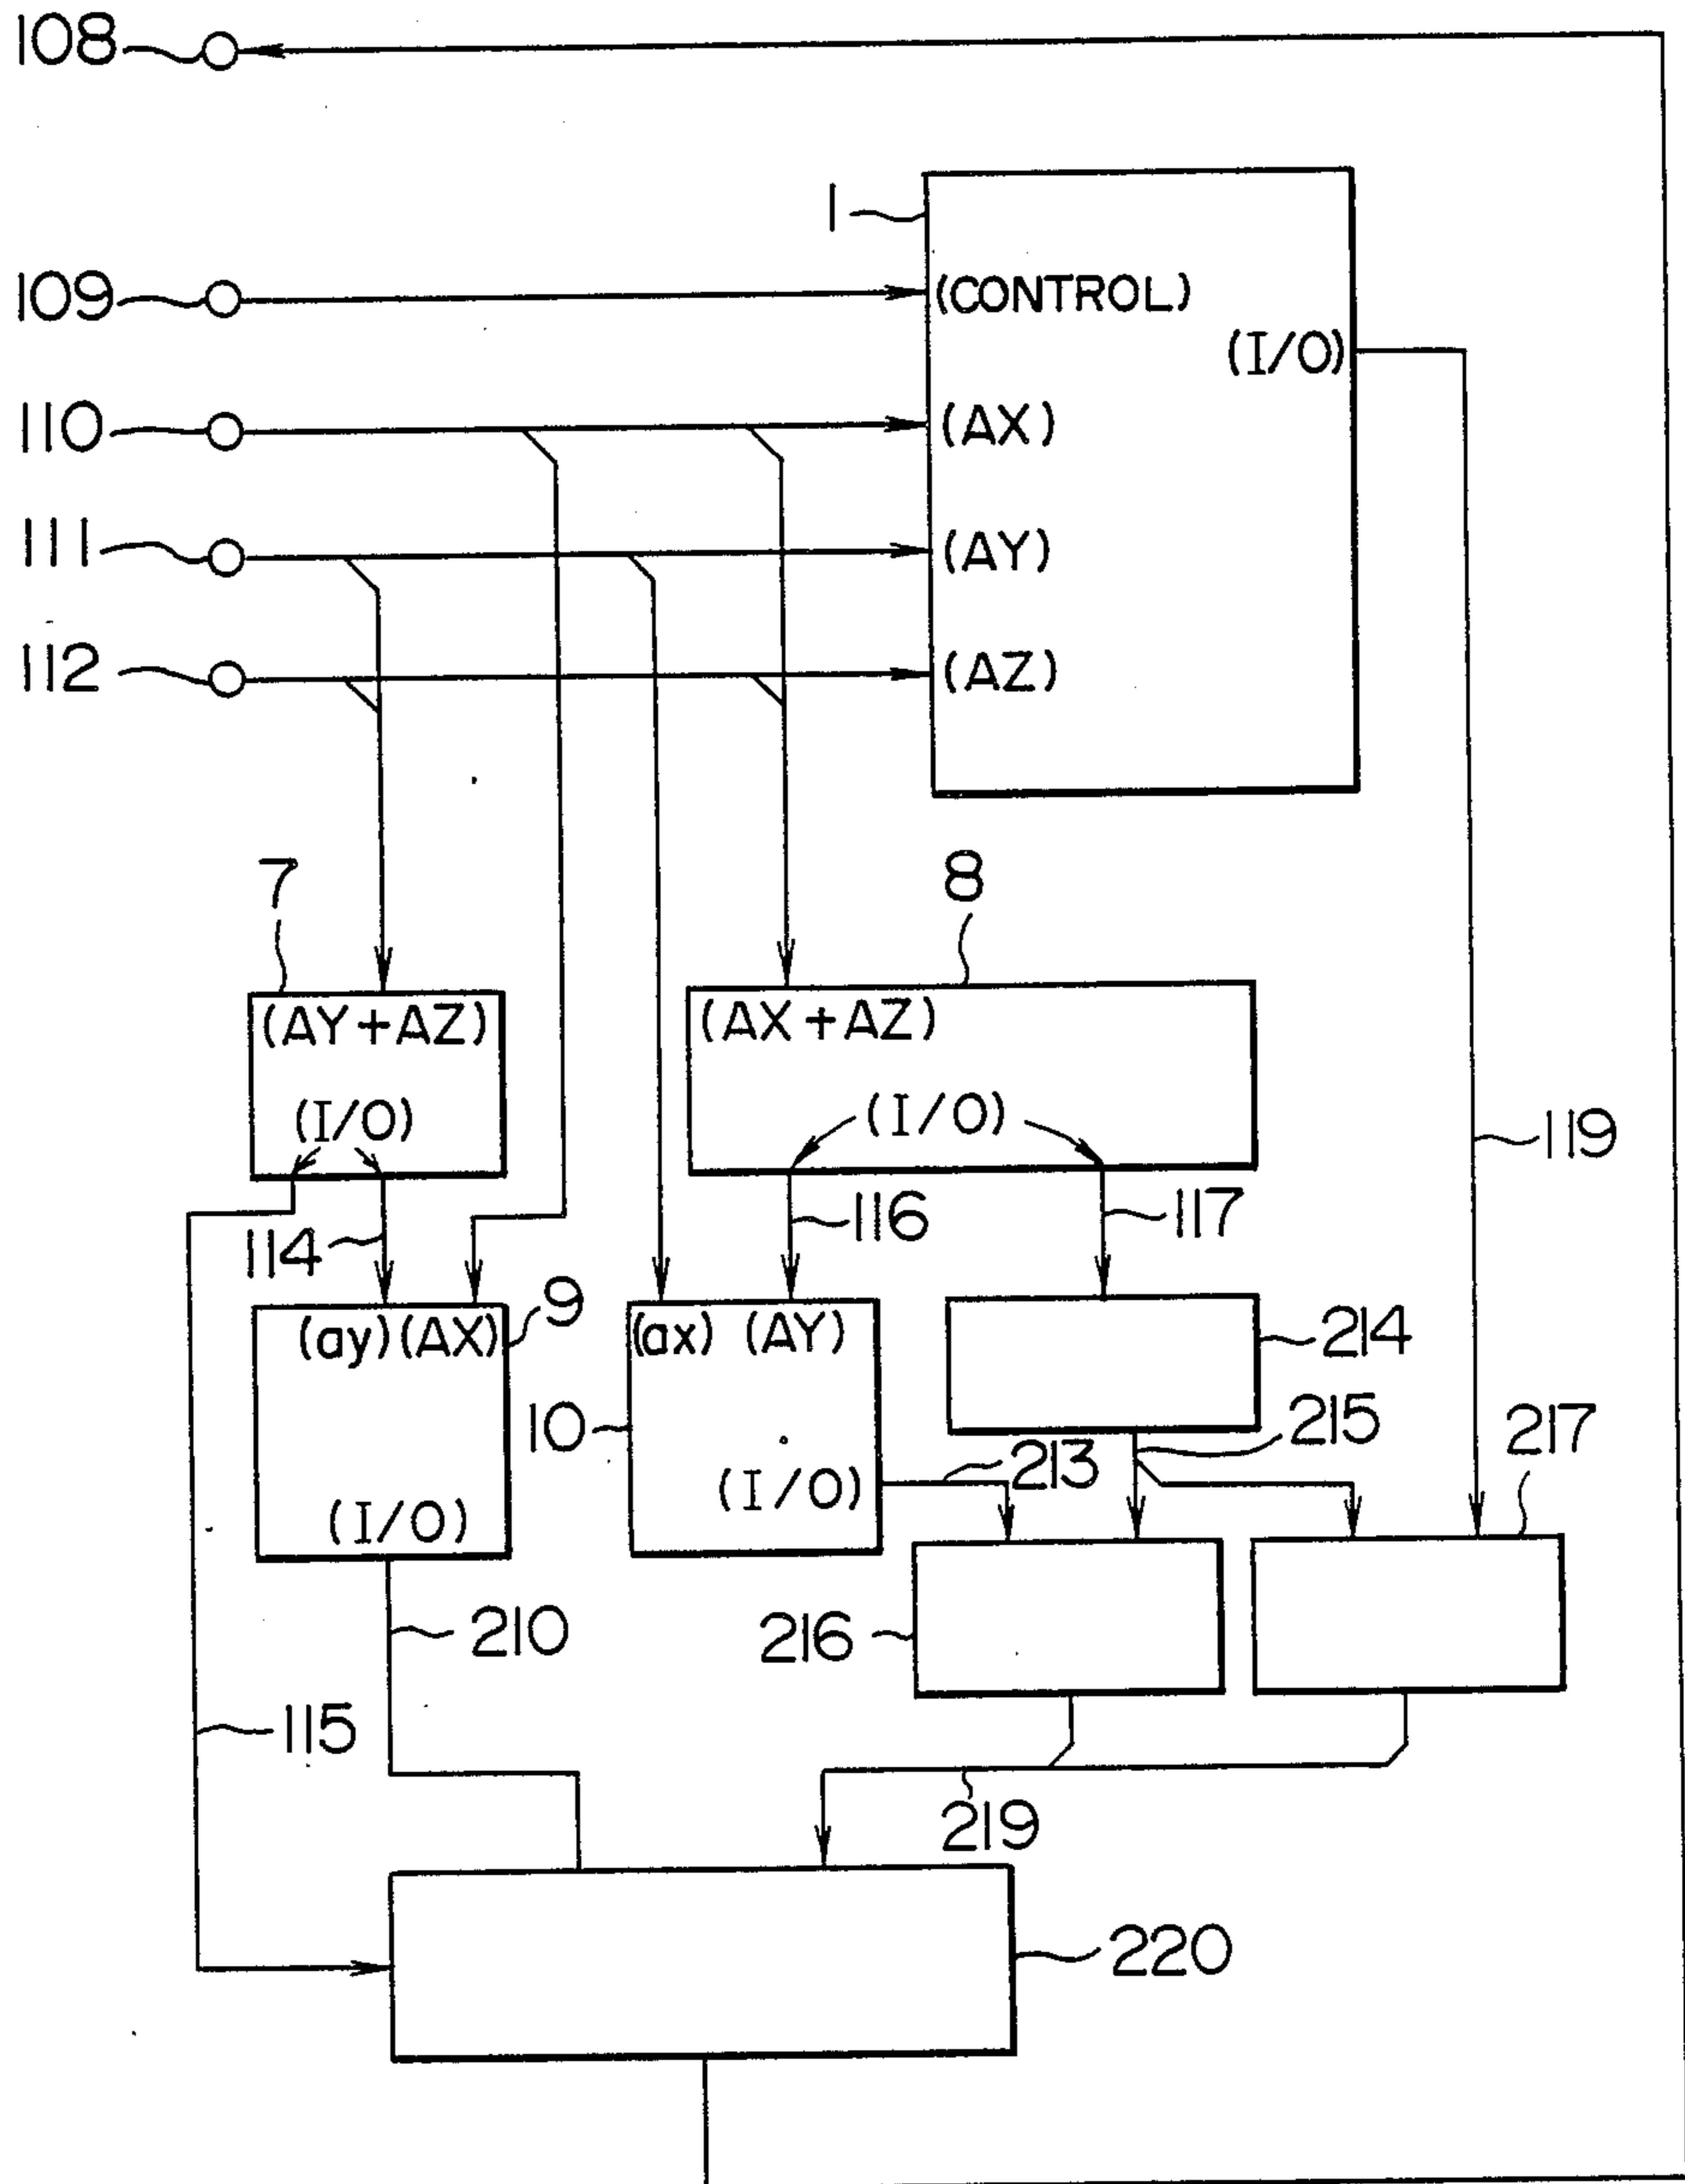 108
1
109
(CONTROL)
(I/O)
110
(AX)
111
(AY)
112
(AZ)
7
8
(AY+AZ)
(AX+AZ)
(I/O)
(I/O)
119
114
116
117
9
(ay)(AX)
(ax) (AY)
214
10
215
217
213
(I/O)
(I/O)
210
216
115
219
220